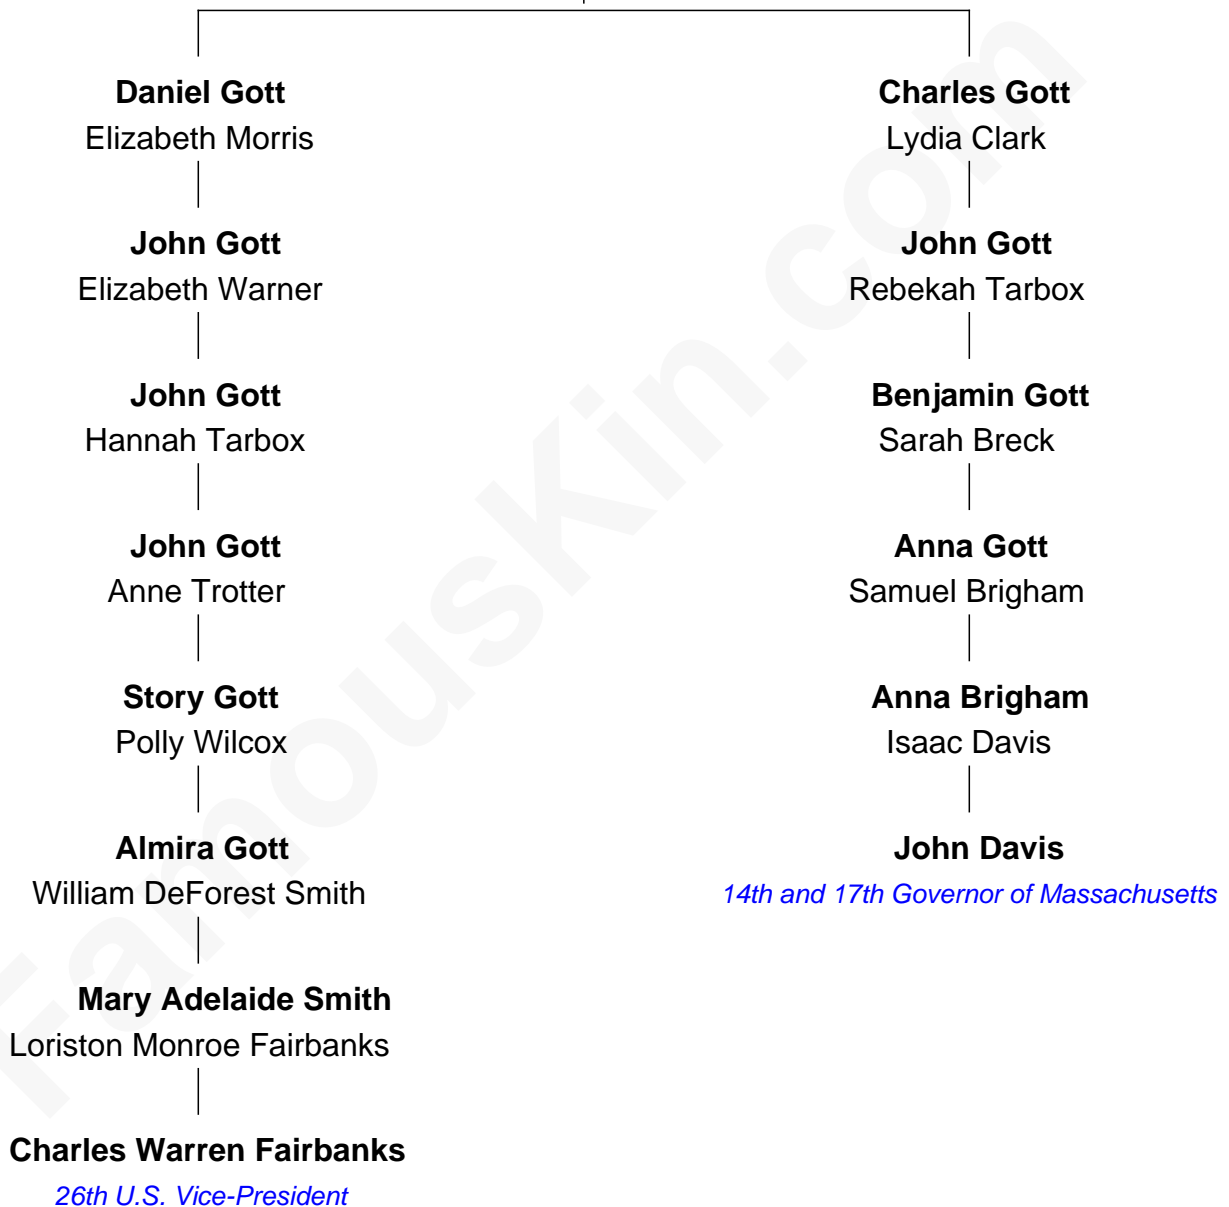 Daniel Gott
Elizabeth Morris
John Gott
Elizabeth Warner
John Gott
Hannah Tarbox
John Gott
Anne Trotter
Story Gott
Polly Wilcox
Almira Gott
William DeForest Smith
Mary Adelaide Smith
Loriston Monroe Fairbanks
Charles Warren Fairbanks
26th U.S. Vice-President
Charles Gott
Lydia Clark
John Gott
Rebekah Tarbox
Benjamin Gott
Sarah Breck
Anna Gott
Samuel Brigham
Anna Brigham
Isaac Davis
John Davis
14th and 17th Governor of Massachusetts
FamousKin.com